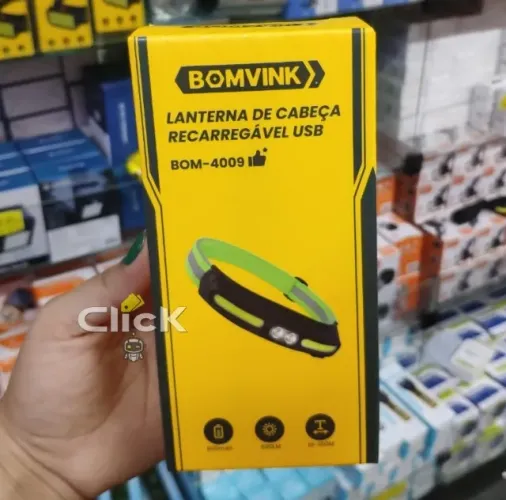 BOMVINK
LANTERNA DE CABEÇA
RECARREGÁVEL USB
BOM-4009
Click